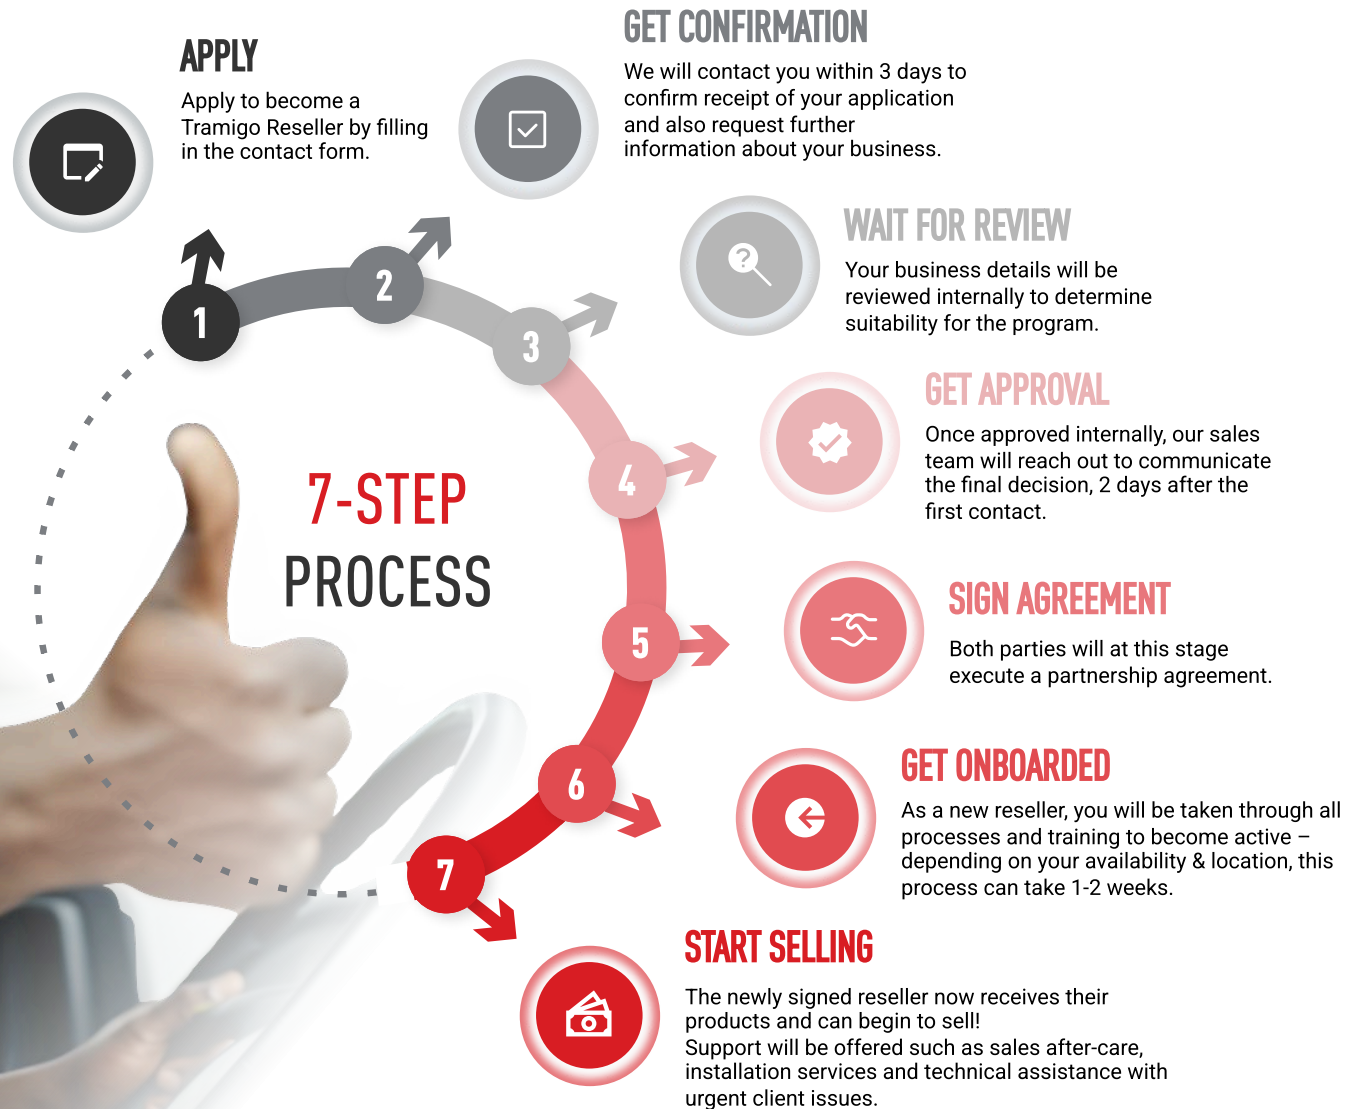 APPLY
Apply to become a
Tramigo Reseller by filling
in the contact form.
GET CONFIRMATION
We will contact you within 3 days to
confirm receipt of your application
and also request further
information about your business.
WAIT FOR REVIEW
Your business details will be
reviewed internally to determine
suitability for the program.
GET APPROVAL
Once approved internally, our sales
team will reach out to communicate
the final decision, 2 days after the
first contact.
SIGN AGREEMENT
Both parties will at this stage
execute a partnership agreement.
GET ONBOARDED
As a new reseller, you will be taken through all
processes and training to become active –
depending on your availability & location, this
process can take 1-2 weeks.
START SELLING
The newly signed reseller now receives their
products and can begin to sell!
Support will be offered such as sales after-care,
installation services and technical assistance with
urgent client issues.
7-STEP
PROCESS
1
2
3
4
5
6
7
?